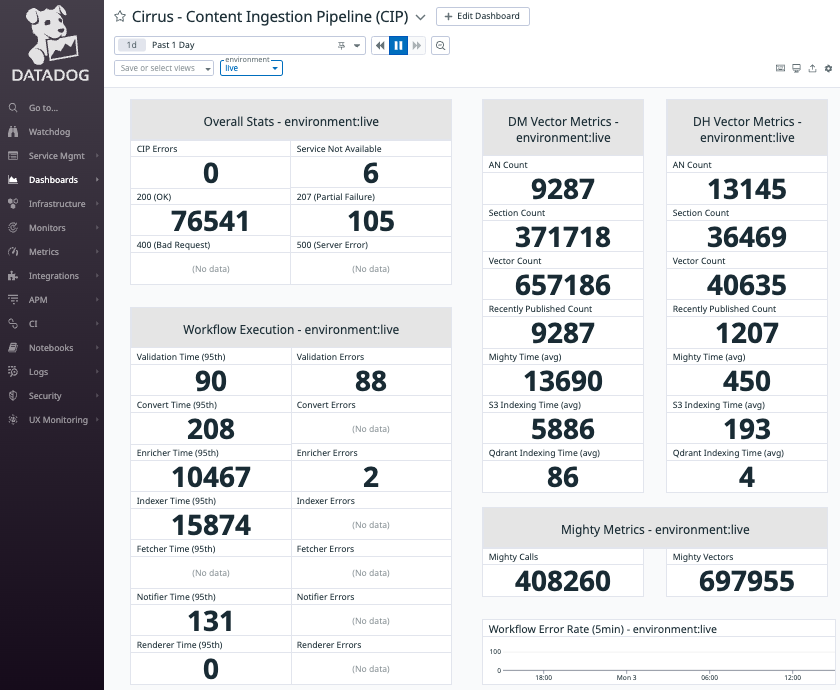 DATADOG
Go to...
Watchdog
Service Mgmt
Dashboards
Infrastructure
Monitors
Metrics
Integrations
APM
CI
Notebooks
Logs
Security
UX Monitoring
Cirrus - Content Ingestion Pipeline (CIP)
+ Edit Dashboard
1d Past 1 Day
Save or select views
environment
live
Overall Stats - environment:live
CIP Errors
0
Service Not Available
6
200 (OK)
76541
207 (Partial Failure)
105
400 (Bad Request)
(No data)
500 (Server Error)
(No data)
Workflow Execution - environment:live
Validation Time (95th)
90
Validation Errors
88
Convert Time (95th)
208
Convert Errors
(No data)
Enricher Time (95th)
10467
Enricher Errors
2
Indexer Time (95th)
15874
Indexer Errors
(No data)
Fetcher Time (95th)
(No data)
Fetcher Errors
(No data)
Notifier Time (95th)
131
Notifier Errors
(No data)
Renderer Time (95th)
0
Renderer Errors
(No data)
DM Vector Metrics -
environment:live
AN Count
9287
Section Count
371718
Vector Count
657186
Recently Published Count
9287
Mighty Time (avg)
13690
S3 Indexing Time (avg)
5886
Qdrant Indexing Time (avg)
86
DH Vector Metrics -
environment:live
AN Count
13145
Section Count
36469
Vector Count
40635
Recently Published Count
1207
Mighty Time (avg)
450
S3 Indexing Time (avg)
193
Qdrant Indexing Time (avg)
4
Mighty Metrics - environment:live
Mighty Calls
408260
Mighty Vectors
697955
Workflow Error Rate (5min) - environment:live
100
0
18:00 Mon 3 06:00 12:00